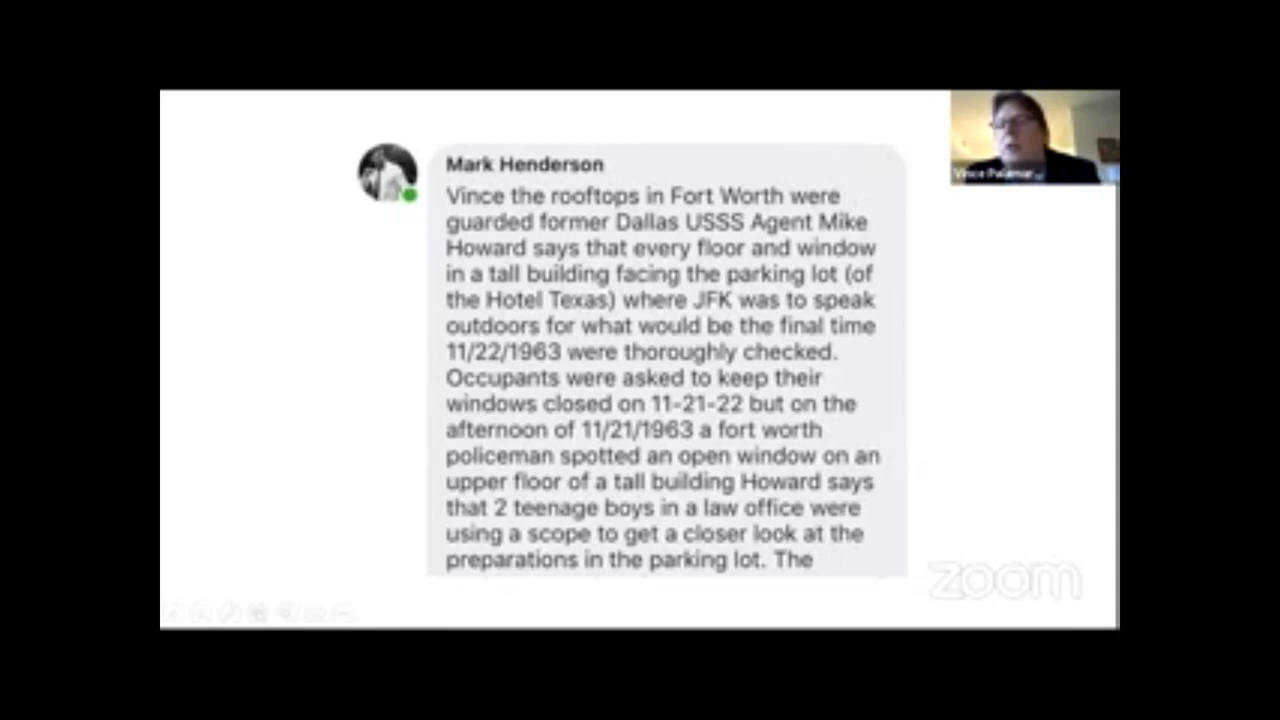 Mark Henderson
Vince the rooftops in Fort Worth were
guarded former Dallas USSS Agent Mike
Howard says that every floor and window
in a tall building facing the parking lot (of
the Hotel Texas) where JFK was to speak
outdoors for what would be the final time
11/22/1963 were thoroughly checked.
Occupants were asked to keep their
windows closed on 11-21-22 but on the
afternoon of 11/21/1963 a fort worth
policeman spotted an open window on an
upper floor of a tall building Howard says
that 2 teenage boys in a law office were
using a scope to get a closer look at the
preparations in the parking lot. The
Vince Palamar...
zoom